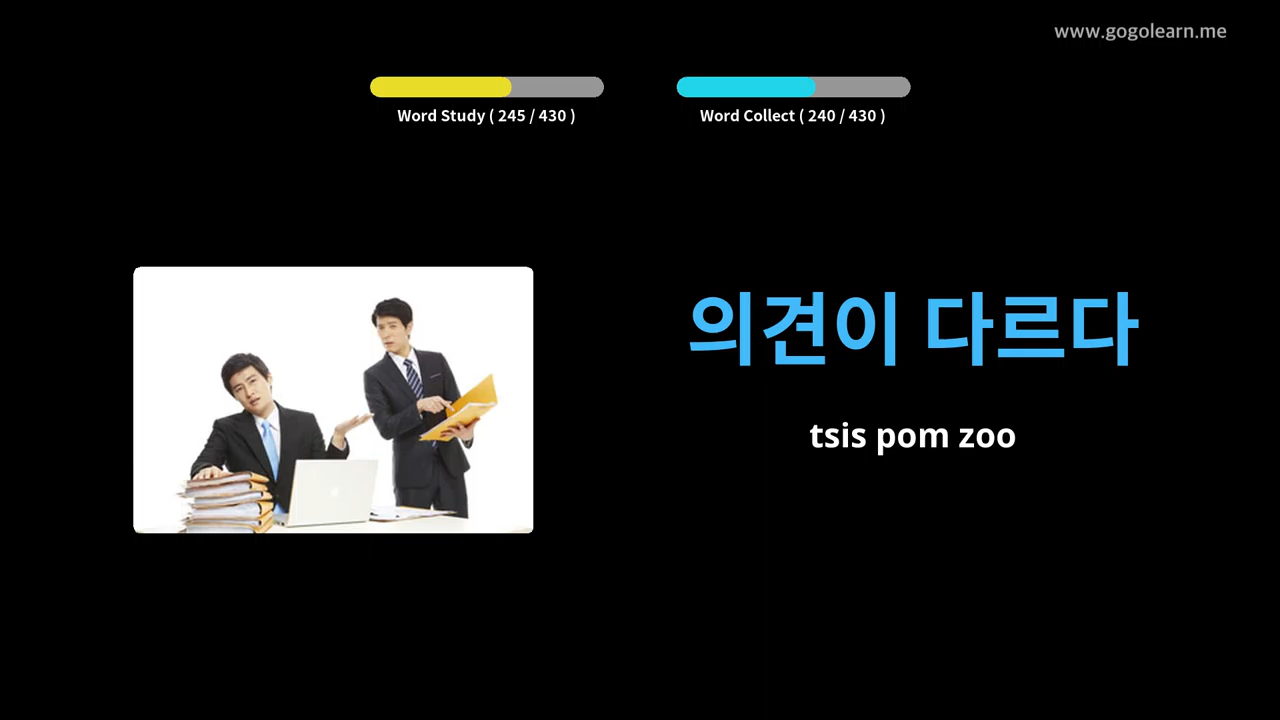 www.gogolearn.me
Word Study ( 245 / 430 )
Word Collect ( 240 / 430 )
의견이 다르다
tsis pom zoo